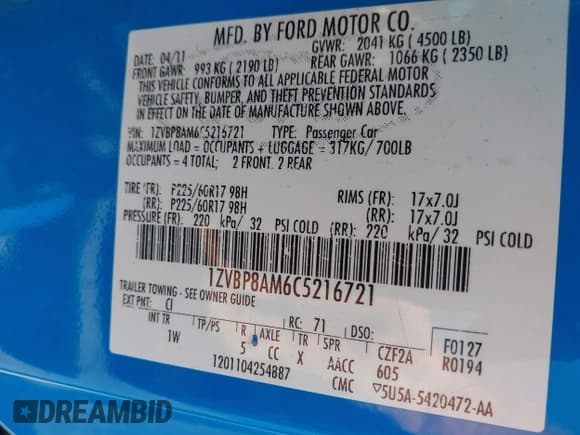 MFD. BY FORD MOTOR CO.
DATE: 04/11 GVWR: 2041 KG ( 4500 LB)
FRONT GAWR: 993 KG ( 2190 LB) REAR GAWR: 1066 KG ( 2350 LB)
THIS VEHICLE CONFORMS TO ALL APPLICABLE FEDERAL MOTOR
VEHICLE SAFETY, BUMPER, AND THEFT PREVENTION STANDARDS
IN EFFECT ON THE DATE OF MANUFACTURE SHOWN ABOVE.
VIN: 1ZVBP8AM6C5216721 TYPE: Passenger Car
MAXIMUM LOAD = OCCUPANTS + LUGGAGE = 317KG/ 700LB
OCCUPANTS = 4 TOTAL; 2 FRONT, 2 REAR
TIRE (FR): P225/60R17 98H RIMS (FR): 17x7.0J
(RR): P225/60R17 98H (RR): 17x7.0J
PRESSURE (FR): 220 kPa/ 32 PSI COLD (RR): 220 kPa/ 32 PSI COLD
1ZVBP8AM6C5216721
TRAILER TOWING - SEE OWNER GUIDE
EXT PNT: CI RC: 71 DSO:
INT TR TP/PS R AXLE TR SPR CZF2A F0127
1W 5 CC X AACC 605 R0194
1201104254887 CMC ▽5U5A-5420472-AA
DREAMBID